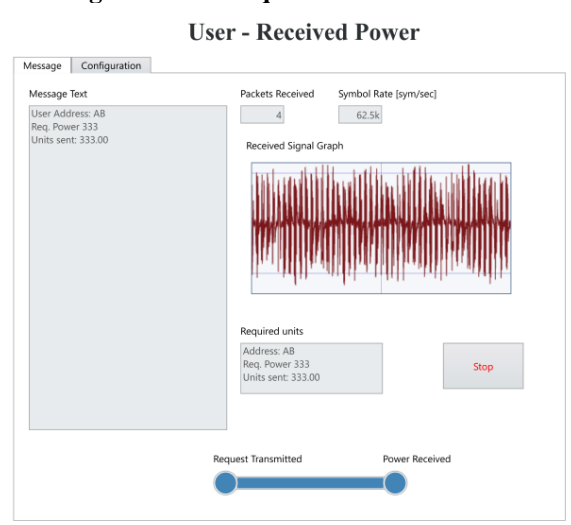 User - Received Power
Message Configuration
Message Text
User Address: AB
Req. Power 333
Units sent: 333.00
Packets Received Symbol Rate [sym/sec]
4 62.5k
Received Signal Graph
Required units
Address: AB
Req. Power 333
Units sent: 333.00
Stop
Request Transmitted Power Received